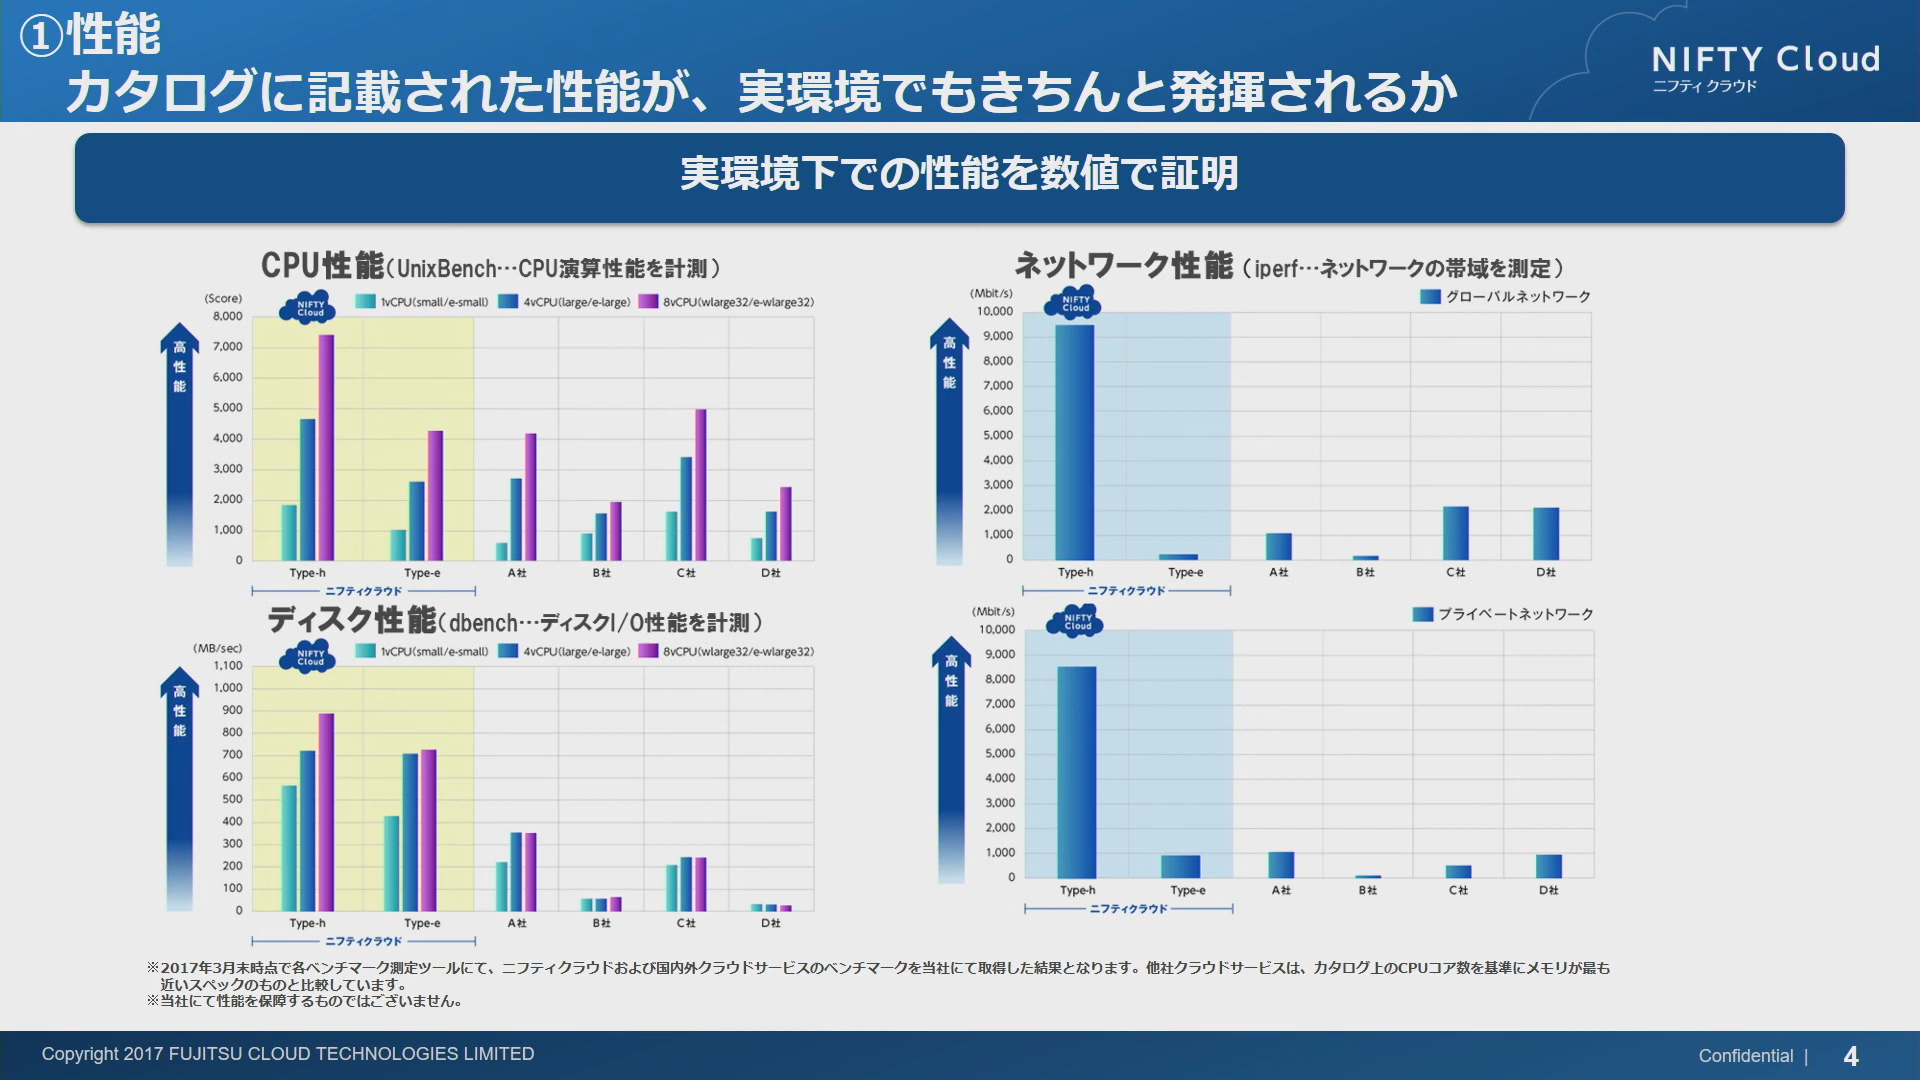 ①性能
カタログに記載された性能が、実環境でもきちんと発揮されるか
NIFTY Cloud
ニフティクラウド
実環境下での性能を数値で証明
CPU性能(UnixBench…CPU演算性能を計測)
(Score)
NIFTY Cloud
1vCPU(small/e-small) 4vCPU(large/e-large) 8vCPU(wlarge32/e-wlarge32)
高性能
8,000
7,000
6,000
5,000
4,000
3,000
2,000
1,000
0
Type-h Type-e A社 B社 C社 D社
ニフティクラウド
ディスク性能(dbench…ディスクI/O性能を計測)
(MB/sec)
NIFTY Cloud
1vCPU(small/e-small) 4vCPU(large/e-large) 8vCPU(wlarge32/e-wlarge32)
高性能
1,100
1,000
900
800
700
600
500
400
300
200
100
0
Type-h Type-e A社 B社 C社 D社
ニフティクラウド
ネットワーク性能(iperf…ネットワークの帯域を測定)
(Mbit/s)
NIFTY Cloud
グローバルネットワーク
高性能
10,000
9,000
8,000
7,000
6,000
5,000
4,000
3,000
2,000
1,000
0
Type-h Type-e A社 B社 C社 D社
ニフティクラウド
(Mbit/s)
NIFTY Cloud
プライベートネットワーク
高性能
10,000
9,000
8,000
7,000
6,000
5,000
4,000
3,000
2,000
1,000
0
Type-h Type-e A社 B社 C社 D社
ニフティクラウド
※2017年3月末時点で各ベンチマーク測定ツールにて、ニフティクラウドおよび国内外クラウドサービスのベンチマークを当社にて取得した結果となります。他社クラウドサービスは、カタログ上のCPUコア数を基準にメモリが最も
近いスペックのものと比較しています。
※当社にて性能を保障するものではございません。
Copyright 2017 FUJITSU CLOUD TECHNOLOGIES LIMITED
Confidential | 4